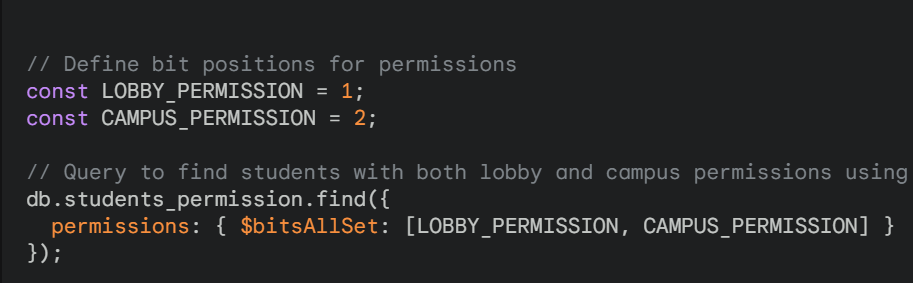 // Define bit positions for permissions
const LOBBY_PERMISSION = 1;
const CAMPUS_PERMISSION = 2;
// Query to find students with both lobby and campus permissions using
db.students_permission.find({
permissions: { $bitsAllSet: [LOBBY_PERMISSION, CAMPUS_PERMISSION] }
});